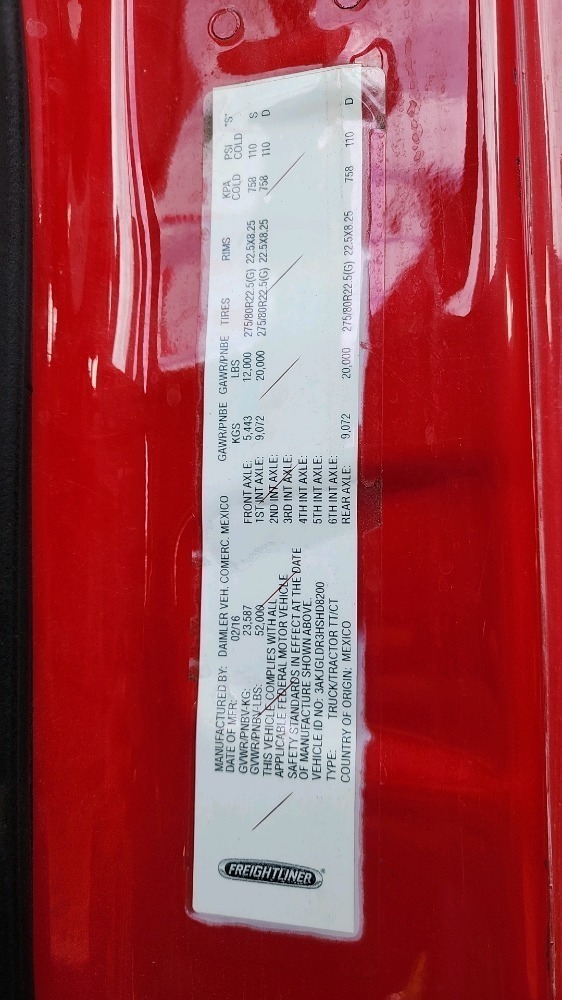 FREIGHTLINER
MANUFACTURED BY: DAIMLER VEH. COMERC. MEXICO
DATE OF MFR: 02/16
GVWR/PNBV-KG: 23,587
GVWR/PNBV-LBS: 52,000
THIS VEHICLE COMPLIES WITH ALL
APPLICABLE FEDERAL MOTOR VEHICLE
SAFETY STANDARDS IN EFFECT AT THE DATE
OF MANUFACTURE SHOWN ABOVE.
VEHICLE ID NO: 3AKJGLDR3HSHD8200
TYPE: TRUCK/TRACTOR TT/CT
COUNTRY OF ORIGIN: MEXICO
GAWR/PNBE GAWR/PNBE TIRES RIMS KPA PSI "S"
KGS LBS COLD COLD
FRONT AXLE: 5,443 12,000 275/80R22.5(G) 22.5X8.25 758 110 S
1ST INT AXLE: 9,072 20,000 275/80R22.5(G) 22.5X8.25 758 110 D
2ND INT AXLE:
3RD INT AXLE:
4TH INT AXLE:
5TH INT AXLE:
6TH INT AXLE:
REAR AXLE: 9,072 20,000 275/80R22.5(G) 22.5X8.25 758 110 D